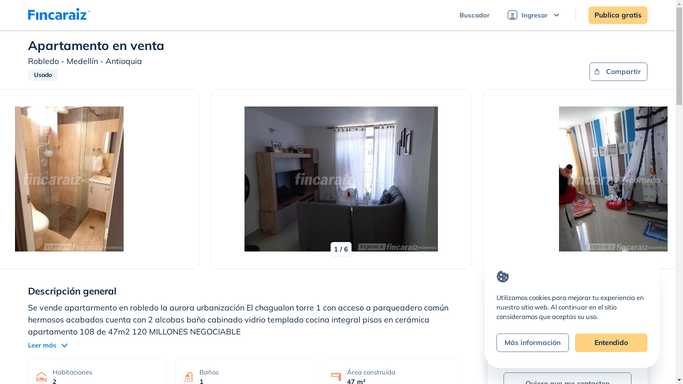 Fincaraiz
Buscador
Ingresar
Publica gratis
Apartamento en venta
Robledo - Medellín - Antioquia
Usado
Compartir
fincaraiz
fincaraiz
fincaraiz
1 / 6
Descripción general
Se vende apartamento en robledo la aurora urbanización El chagualon torre 1 con acceso a parqueadero común
hermosos acabados cuenta con 2 alcobas baño cabinado vidrio templado cocina integral pisos en cerámica
apartamento 108 de 47m2 120 MILLONES NEGOCIABLE
Leer más
Habitaciones
2
Baños
1
Área construida
47 m²
Utilizamos cookies para mejorar tu experiencia en
nuestro sitio web. Al continuar en el sitio
consideramos que aceptas su uso.
Más información
Entendido
Quiero que me contacten